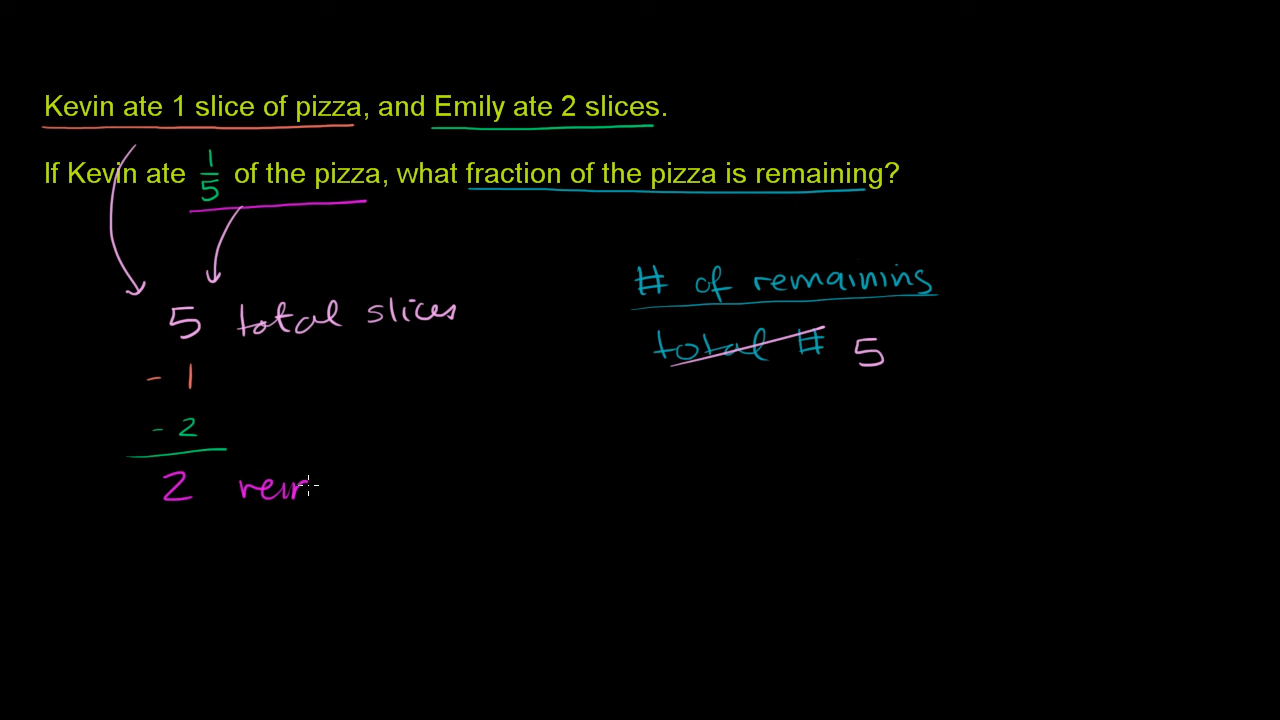 Kevin ate 1 slice of pizza, and Emily ate 2 slices.
If Kevin ate 1/5 of the pizza, what fraction of the pizza is remaining?
5 total slices
- 1
- 2
2
# of remaining
total # 5